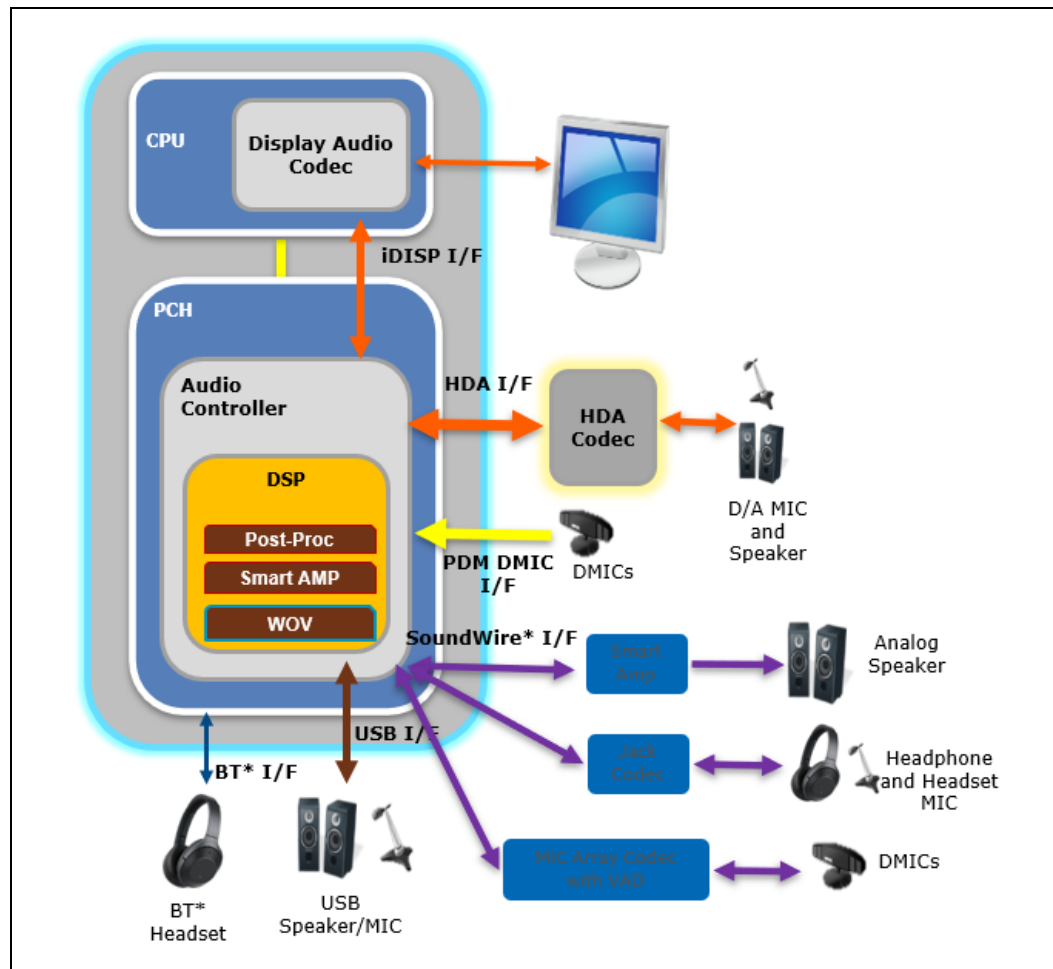 CPU
Display Audio
Codec
iDISP I/F
PCH
Audio
Controller
HDA I/F
HDA
Codec
DSP
D/A MIC
and
Speaker
Post-Proc
PDM DMIC
I/F
DMICs
Smart AMP
WOV
SoundWire* I/F
Smart
Amp
Analog
Speaker
USB I/F
Jack
Codec
Headphone
and Headset
MIC
BT* I/F
MIC Array Codec
with VAD
DMICs
BT*
Headset
USB
Speaker/MIC